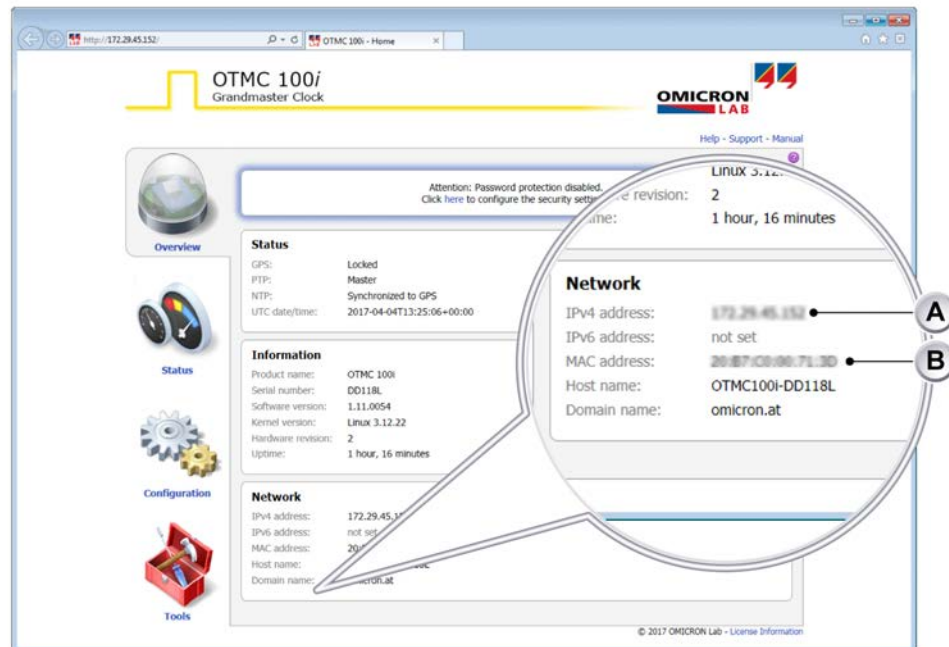 http://172.29.45.152/
OTMC 100i - Home
OTMC 100i
Grandmaster Clock
OMICRON
LAB
Help - Support - Manual
Attention: Password protection disabled.
Click here to configure the security
Overview
Status
Configuration
Tools
Status
GPS: Locked
PTP: Master
NTP: Synchronized to GPS
UTC date/time: 2017-04-04T13:25:06+00:00
Information
Product name: OTMC 100i
Serial number: DD118L
Software version: 1.11.0054
Kernel version: Linux 3.12.22
Hardware revision: 2
Uptime: 1 hour, 16 minutes
Network
IPv4 address: 172.29.45.
IPv6 address: not set
MAC address: 20:
Host name:
Domain name: omicron.at
Linux 3.12.
revision: 2
1 hour, 16 minutes
Network
IPv4 address:
IPv6 address: not set
MAC address:
Host name: OTMC100i-DD118L
Domain name: omicron.at
A
B
© 2017 OMICRON Lab - License Information